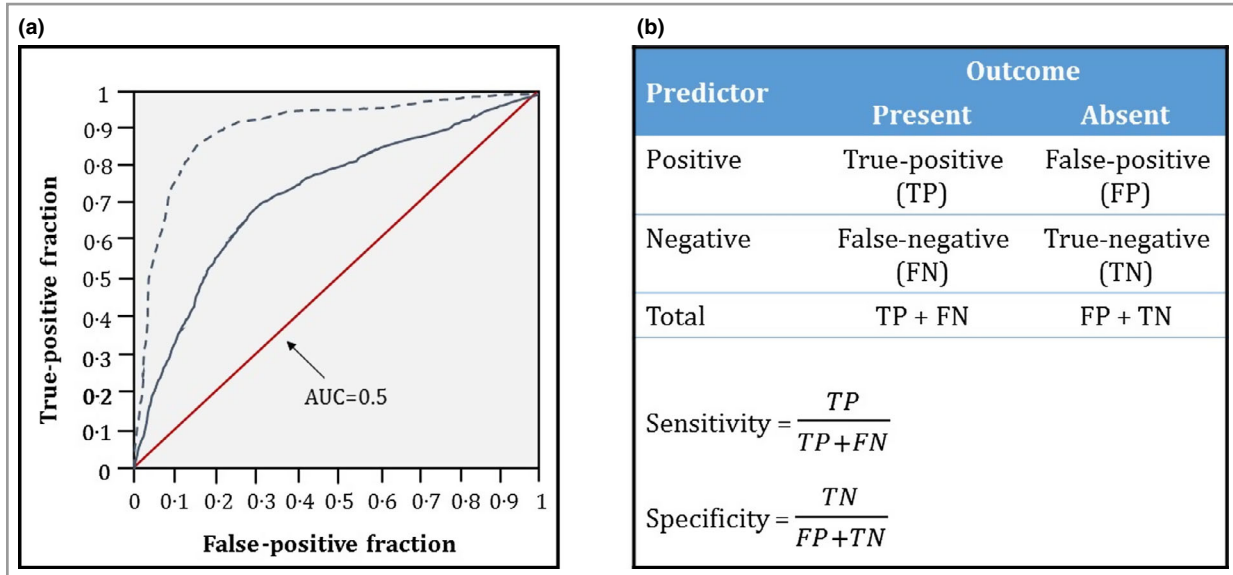 (a)
True-positive fraction
1
0·9
0·8
0·7
0·6
0·5
0·4
0·3
0·2
0·1
0
AUC=0.5
0 0·1 0·2 0·3 0·4 0·5 0·6 0·7 0·8 0·9 1
False-positive fraction
(b)
Outcome
Predictor
Present Absent
Positive True-positive False-positive
(TP) (FP)
Negative False-negative True-negative
(FN) (TN)
Total TP + FN FP + TN
Sensitivity = TP
TP+FN
Specificity = TN
FP+TN